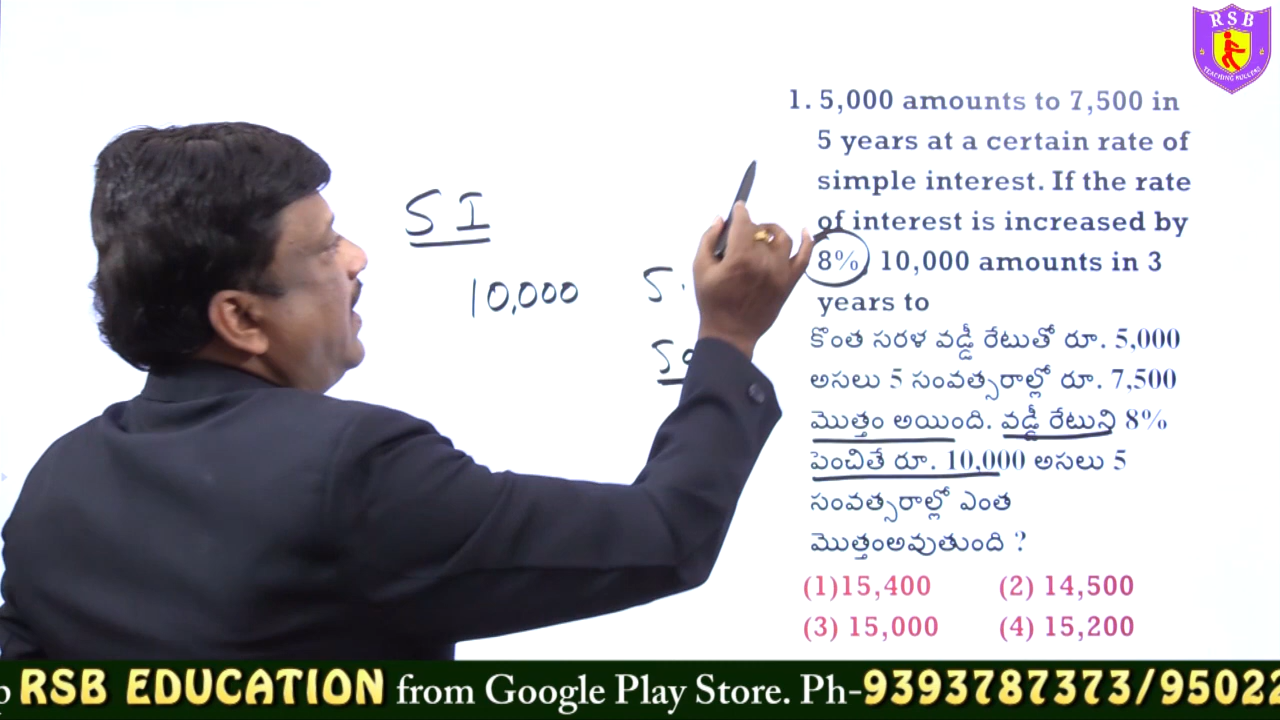 RSB
TEACHING BULLPKI
1. 5,000 amounts to 7,500 in
5 years at a certain rate of
simple interest. If the rate
of interest is increased by
8%, 10,000 amounts in 3
years to
కొంత సరళ వడ్డీ రేటుతో రూ. 5,000
అసలు 5 సంవత్సరాల్లో రూ. 7,500
మొత్తం అయింది. వడ్డీ రేటుని 8%
పెంచితే రూ. 10,000 అసలు 5
సంవత్సరాల్లో ఎంత
మొత్తంఅవుతుంది ?
(1)15,400 (2) 14,500
(3) 15,000 (4) 15,200
SI
10,000
RSB EDUCATION from Google Play Store. Ph-9393787373/95022